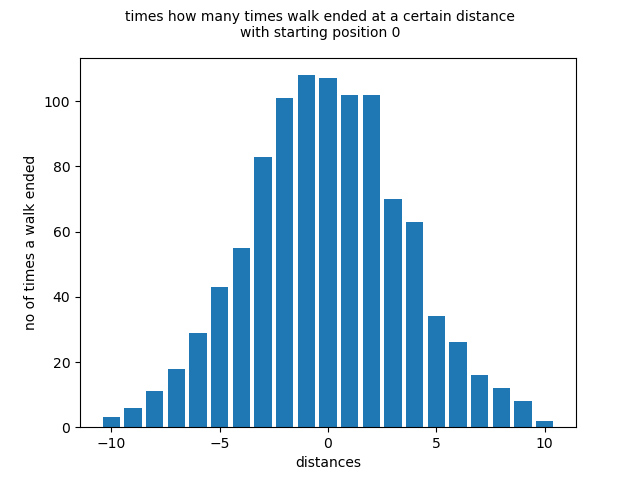 times how many times walk ended at a certain distance
with starting position 0
no of times a walk ended
100
80
60
40
20
0
−10
−5
0
5
10
distances